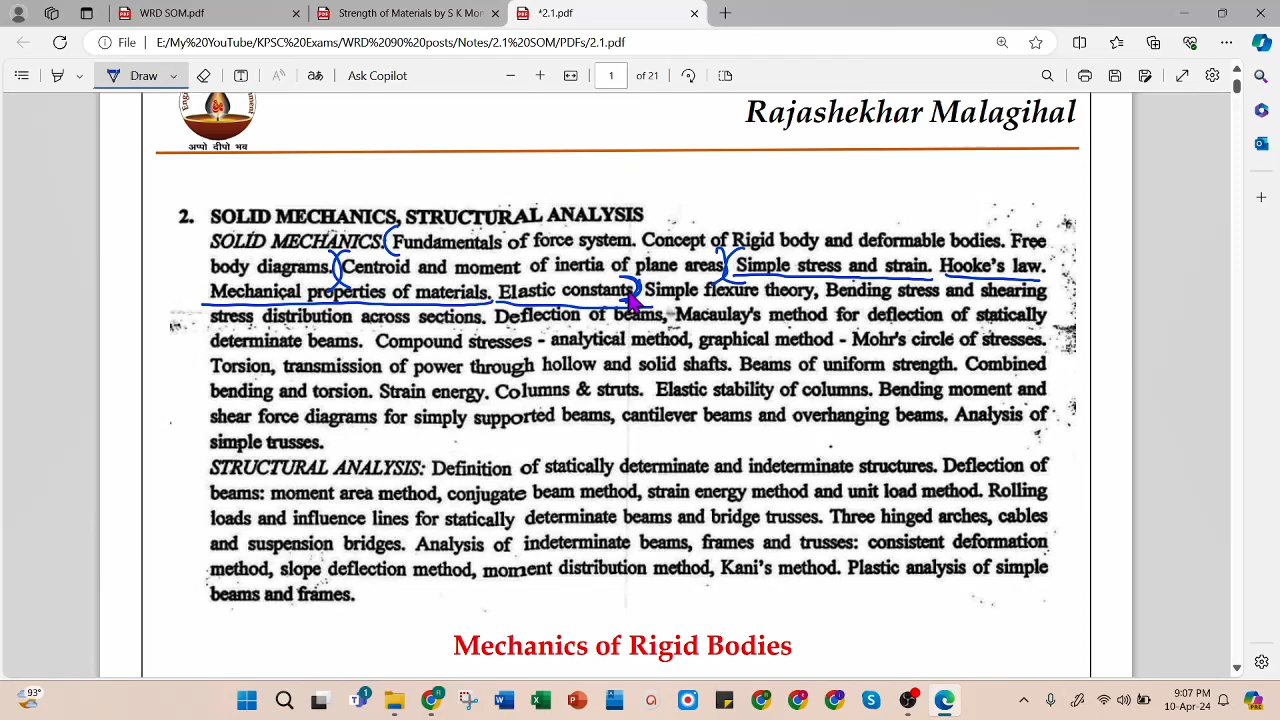 WRD SOM.pdf
Strength of Materials by S K Mon
*2.1.pdf
File
E:/My%20YouTube/KPSC%20Exams/WRD%2090%20posts/Notes/2.1%20SOM/PDFs/2.1.pdf
Draw
Ask Copilot
1 of 21
Rajashekhar Malagihal
अप्पो दीपो भव
2. SOLID MECHANICS, STRUCTURAL ANALYSIS
SOLID MECHANICS: Fundamentals of force system. Concept of Rigid body and deformable bodies. Free
body diagrams. Centroid and moment of inertia of plane areas. Simple stress and strain. Hooke's law.
Mechanical properties of materials. Elastic constants. Simple flexure theory, Bending stress and shearing
stress distribution across sections. Deflection of beams, Macaulay's method for deflection of statically
determinate beams. Compound stresses - analytical method, graphical method - Mohr's circle of stresses.
Torsion, transmission of power through hollow and solid shafts. Beams of uniform strength. Combined
bending and torsion. Strain energy. Columns & struts. Elastic stability of columns. Bending moment and
shear force diagrams for simply supported beams, cantilever beams and overhanging beams. Analysis of
simple trusses.
STRUCTURAL ANALYSIS: Definition of statically determinate and indeterminate structures. Deflection of
beams: moment area method, conjugate beam method, strain energy method and unit load method. Rolling
loads and influence lines for statically determinate beams and bridge trusses. Three hinged arches, cables
and suspension bridges. Analysis of indeterminate beams, frames and trusses: consistent deformation
method, slope deflection method, moment distribution method, Kani's method. Plastic analysis of simple
beams and frames.
Mechanics of Rigid Bodies
93°
9:07 PM
10-Apr-24